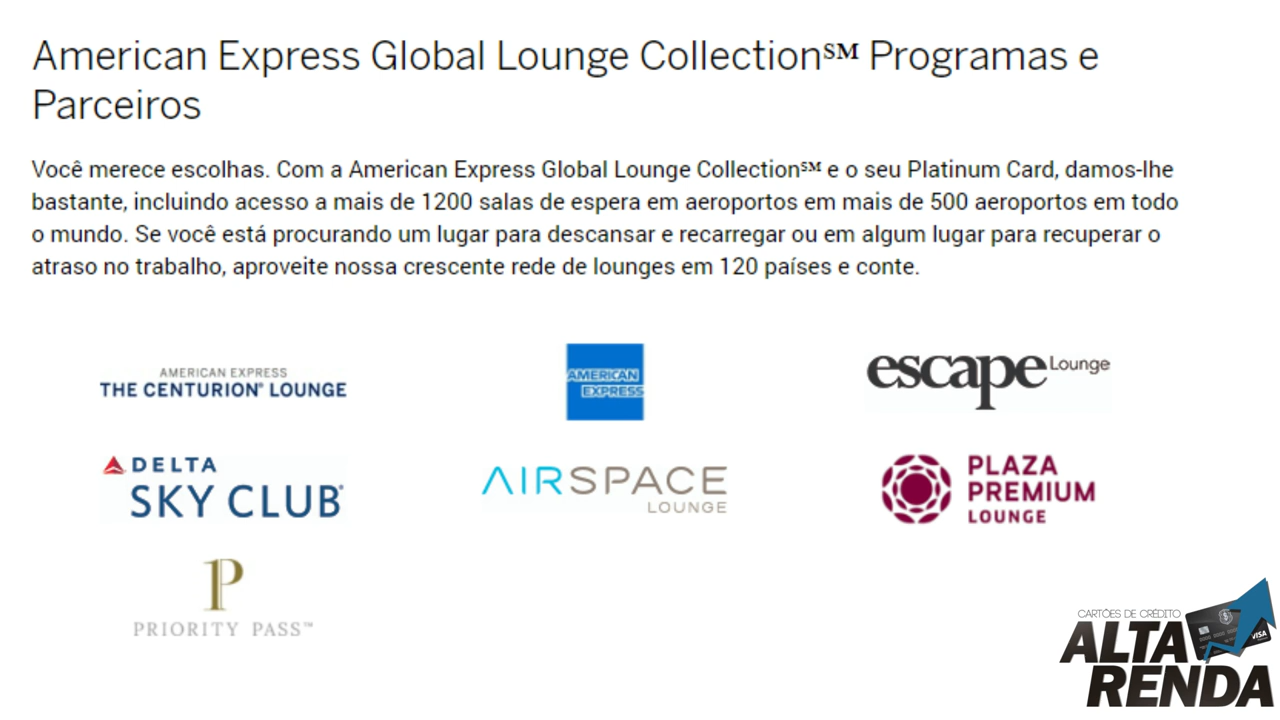 American Express Global Lounge Collection℠ Programas e
Parceiros
Você merece escolhas. Com a American Express Global Lounge Collection℠ e o seu Platinum Card, damos-lhe
bastante, incluindo acesso a mais de 1200 salas de espera em aeroportos em mais de 500 aeroportos em todo
o mundo. Se você está procurando um lugar para descansar e recarregar ou em algum lugar para recuperar o
atraso no trabalho, aproveite nossa crescente rede de lounges em 120 países e conte.
AMERICAN EXPRESS
THE CENTURION® LOUNGE
AMERICAN
EXPRESS
escape Lounge
DELTA
SKY CLUB®
AIRSPACE
LOUNGE
PLAZA
PREMIUM
LOUNGE
P
PRIORITY PASS™
CARTÕES DE CRÉDITO
ALTA
RENDA
VISA